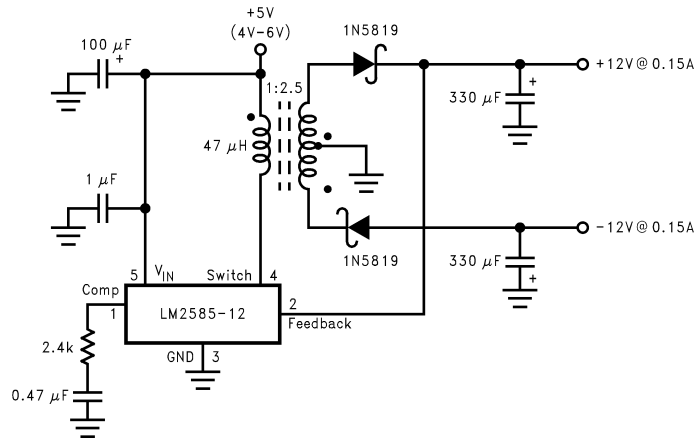 +5V
(4V-6V)
1N5819
100 µF
+
+12V@0.15A
1:2.5
+
330 µF
47 µH
1 µF
-12V@0.15A
1N5819
330 µF
+
5
VIN
Switch
4
Comp
1
LM2585-12
2
Feedback
2.4k
GND
3
0.47 µF